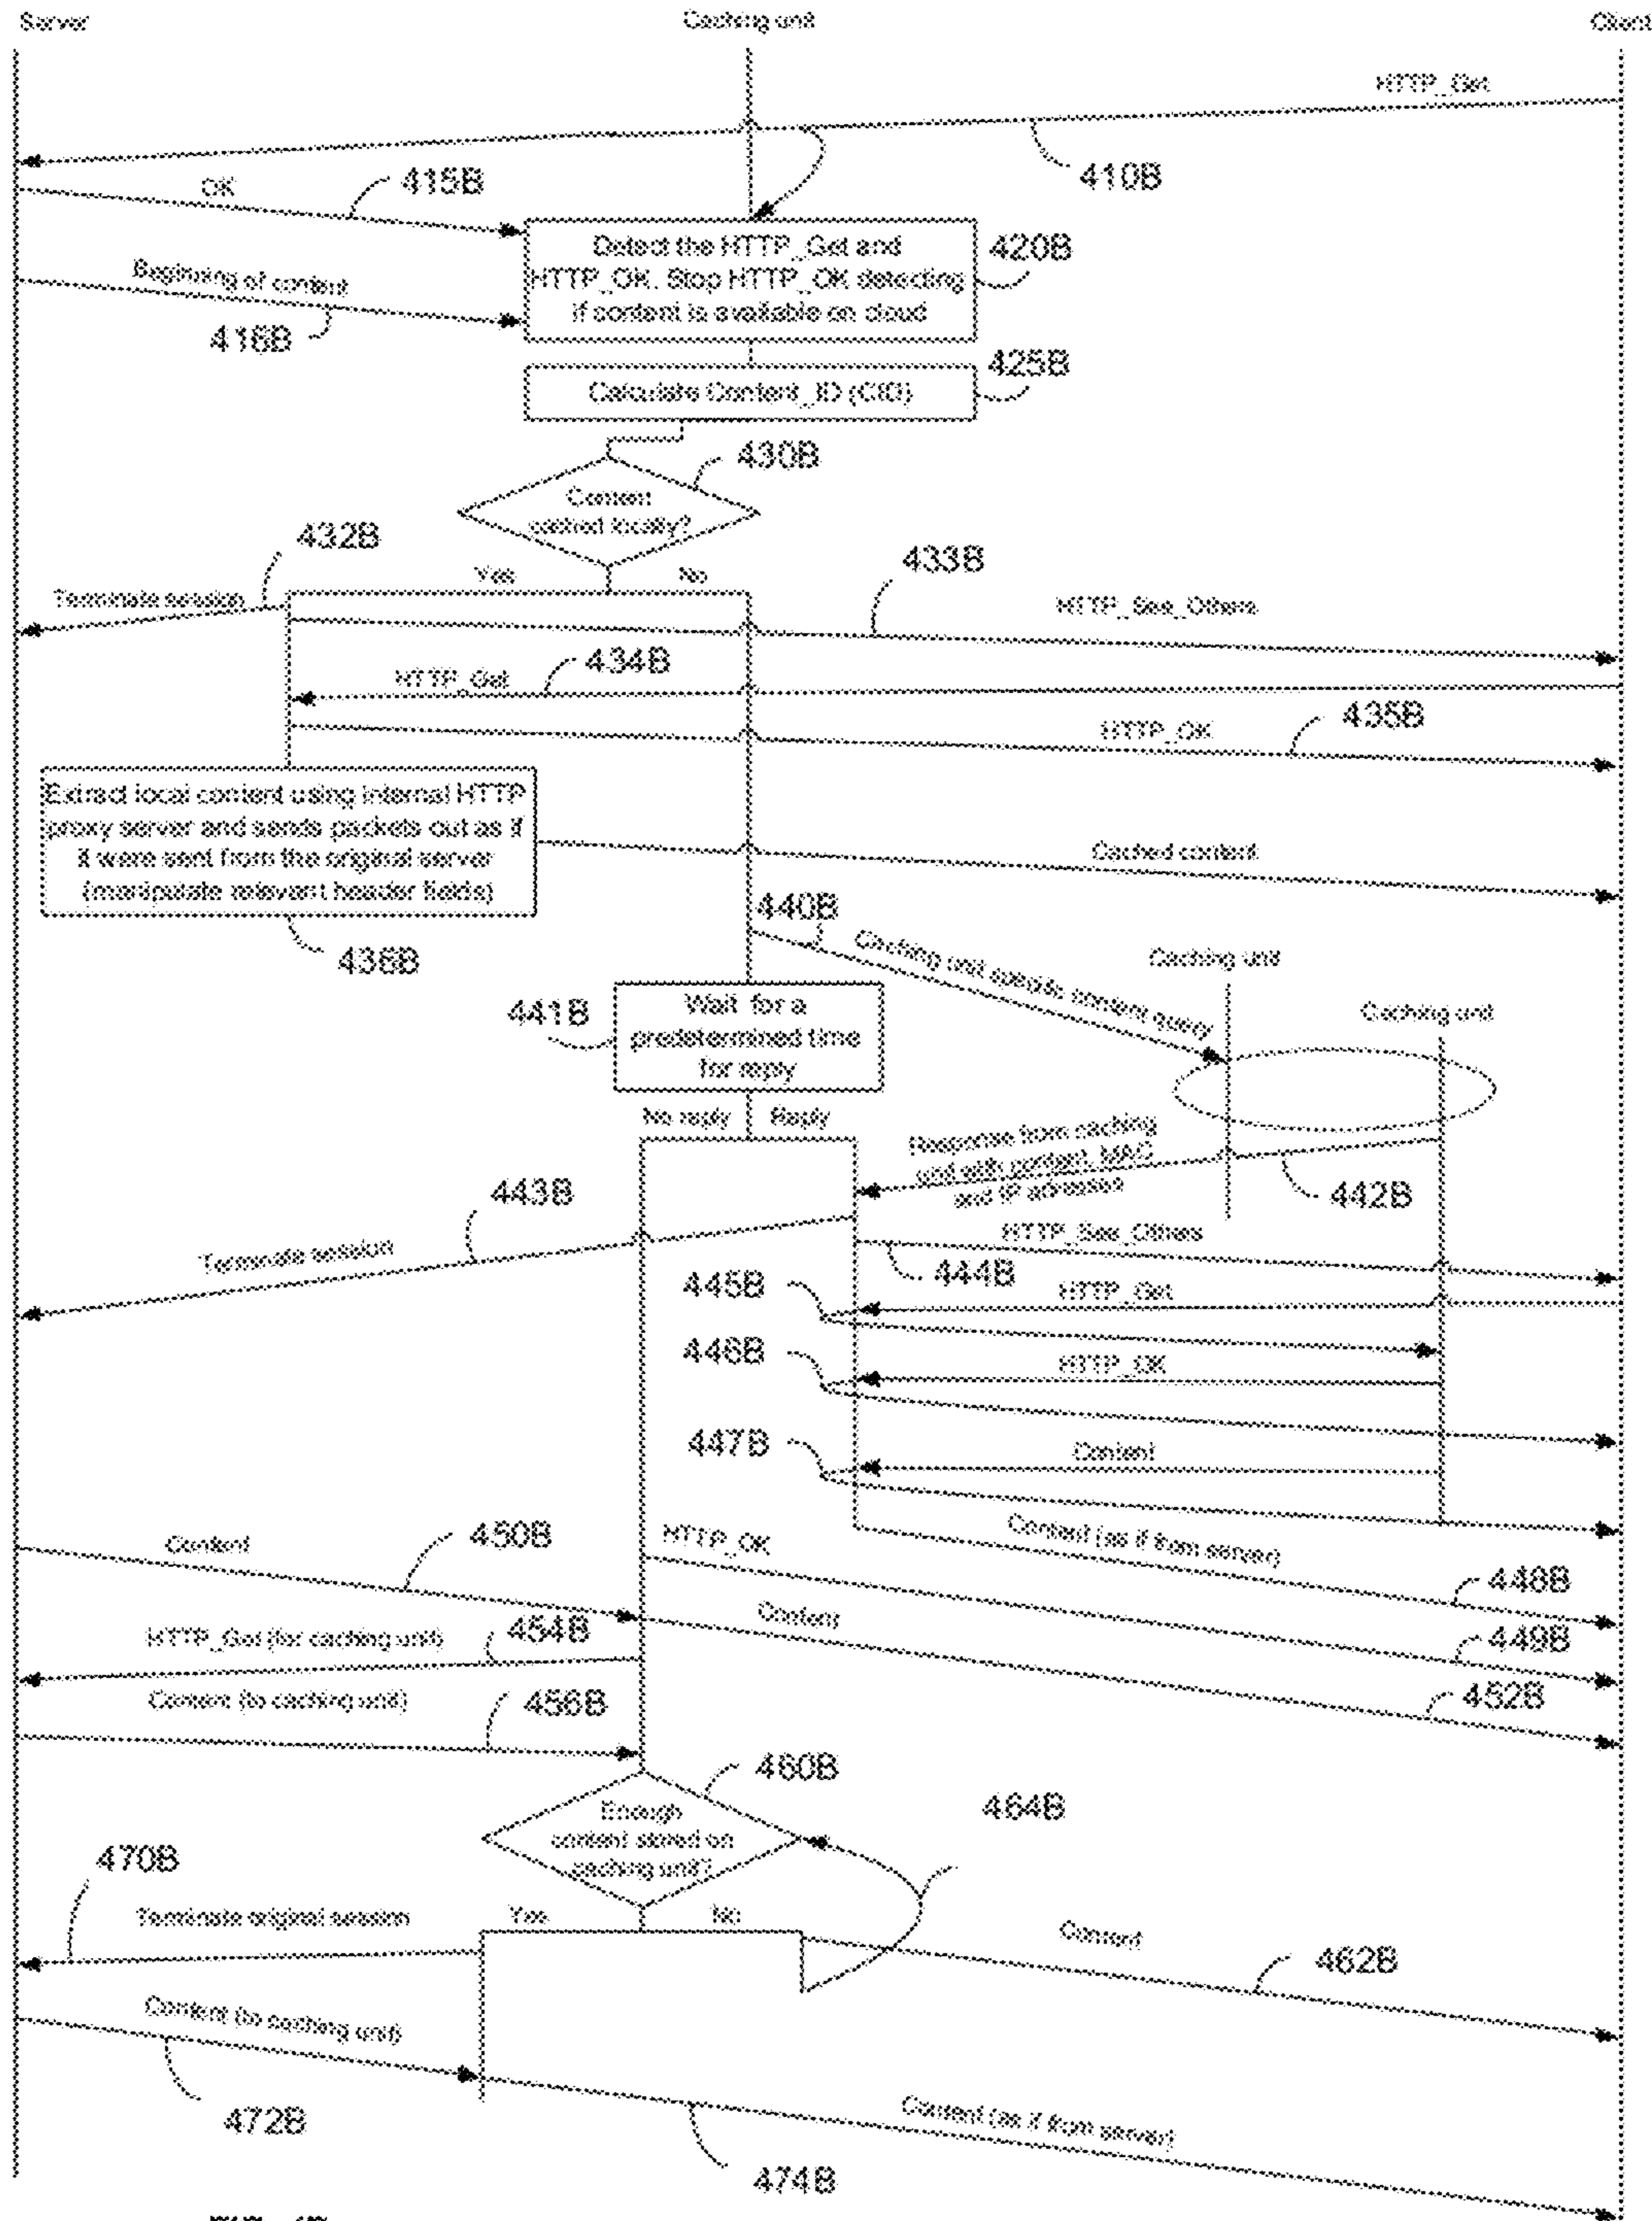 Server
Caching unit
Client
HTTP_Get
410B
OK
415B
Detect the HTTP_Get and
HTTP_OK. Stop HTTP_OK detecting
if content is available on cloud
420B
Beginning of content
416B
425B
Calculate Content_ID (CID)
430B
Content
cached locally?
432B
Yes
No
433B
Terminate session
HTTP_See_Others
434B
HTTP_Get
435B
HTTP_OK
Extract local content using internal HTTP
proxy server and sends packets out as if
it were sent from the original server
(manipulate relevant header fields)
Cached content
436B
440B
Caching unit specific content query
Caching unit
Caching unit
441B
Wait for a
predetermined time
for reply
No reply
Reply
Response from caching
unit with content, MAC
and IP adresses
442B
443B
Terminate session
HTTP_See_Others
444B
445B
HTTP_Get
446B
HTTP_OK
447B
Content
Content
450B
HTTP_OK
Content (as if from server)
448B
Content
449B
HTTP_Get (for caching unit)
454B
452B
Content (to caching unit)
456B
460B
Enough
content stored on
caching unit?
464B
470B
Terminate original session
Yes
No
Content
462B
Content (to caching unit)
472B
Content (as if from server)
474B